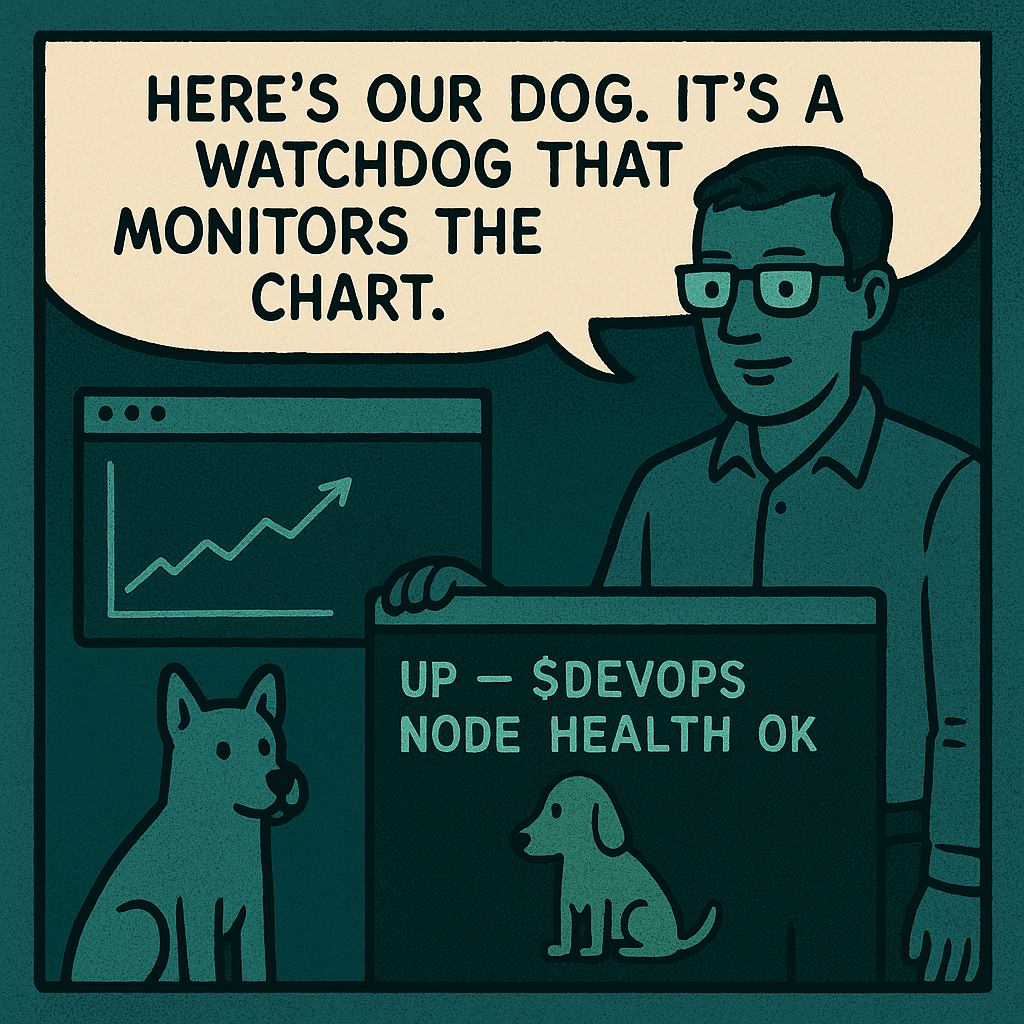 HERE'S OUR DOG. IT'S A
WATCHDOG THAT
MONITORS THE
CHART.
UP — $DEVOPS
NODE HEALTH OK